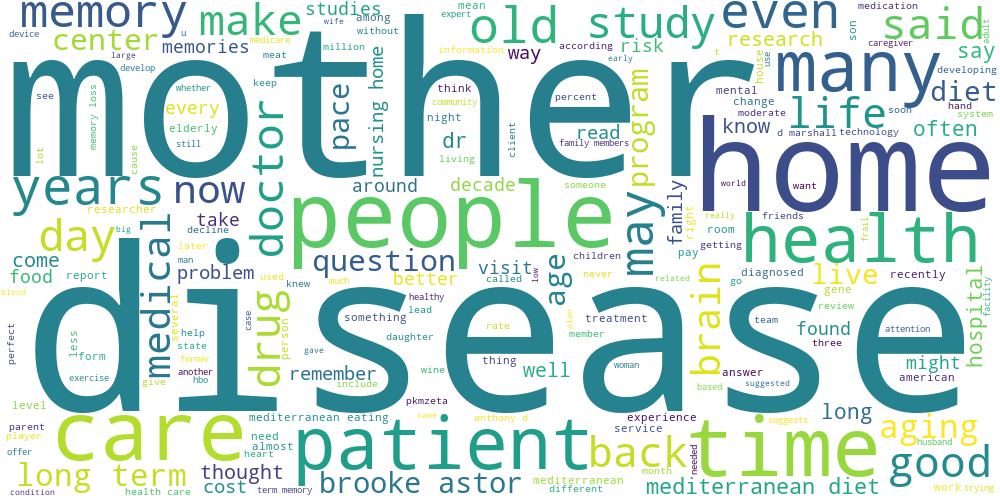 memory
u
wife
make
studies
among
without
mean
expert
old
study
even
research
son
medication
said
caregiver
adult
device
large
medicare
million
center
memories
meat
way
according
information
early
risk
t
house
use
many
say
developing
mother
develop
whether
every
elderly
still
keep
pace
nursing home
think
community
night
dr
living
client
percent
read
family members
program
mental
change
moderate
know
d marshall
life
technology
soon
diet
hand
system
often
see
lot
memory loss
cause
doctor
home
world
want
years
now
around
decade
someone
people
may
family
right
really
friends
room
getting
pay
health
frail
researcher
big
decline
take
day
later
man
come
food
report
medical
problem
used
knew
question
much
better
visit
called
low
age
children
never
related
go
diagnosed
live
recently
gene
review
hospital
facility
blood
perfect
less
form
exercise
several
help
state
former
another
give
hbo
drug
case
person
disease
something
healthy
lead
daughter
gave
remember
include
wine
rate
thing
member
well
plan
treatment
woman
brain
based
team
suggested
answer
found
three
attention
might
american
level
parent
player
offer
condition
care
long term
health care
need
almost
heart
thought
cost
term memory
mediterranean eating
pkmzeta
came
anthony d
patient
brooke astor
experience
service
mediterranean
different
month
back
needed
mediterranean diet
time
suggests
long
husband
aging
good
work
trying